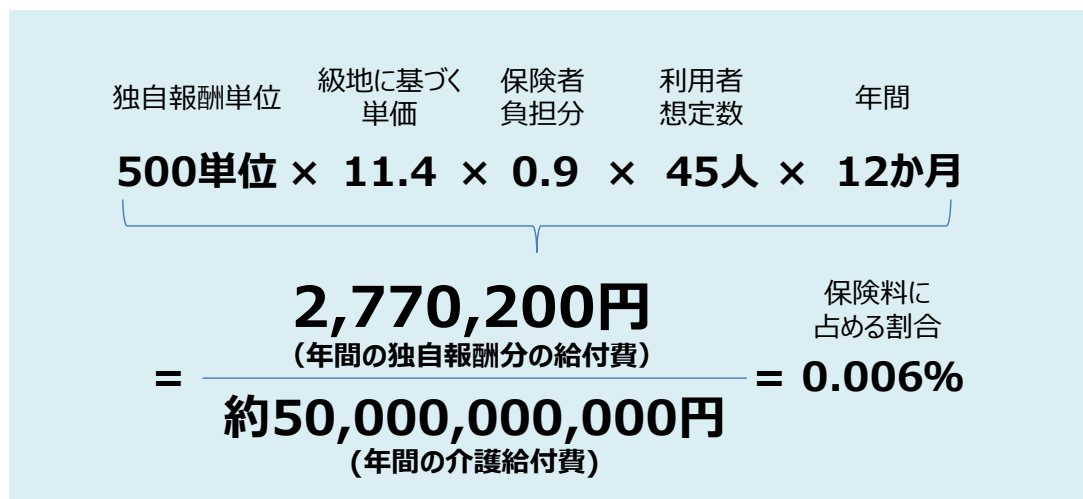 独自報酬単位
級地に基づく
単価
保険者
負担分
利用者
想定数
年間
500単位 × 11.4 × 0.9 × 45人 × 12か月
2,770,200円
（年間の独自報酬分の給付費）
=
約50,000,000,000円
(年間の介護給付費)
保険料に
占める割合
= 0.006%